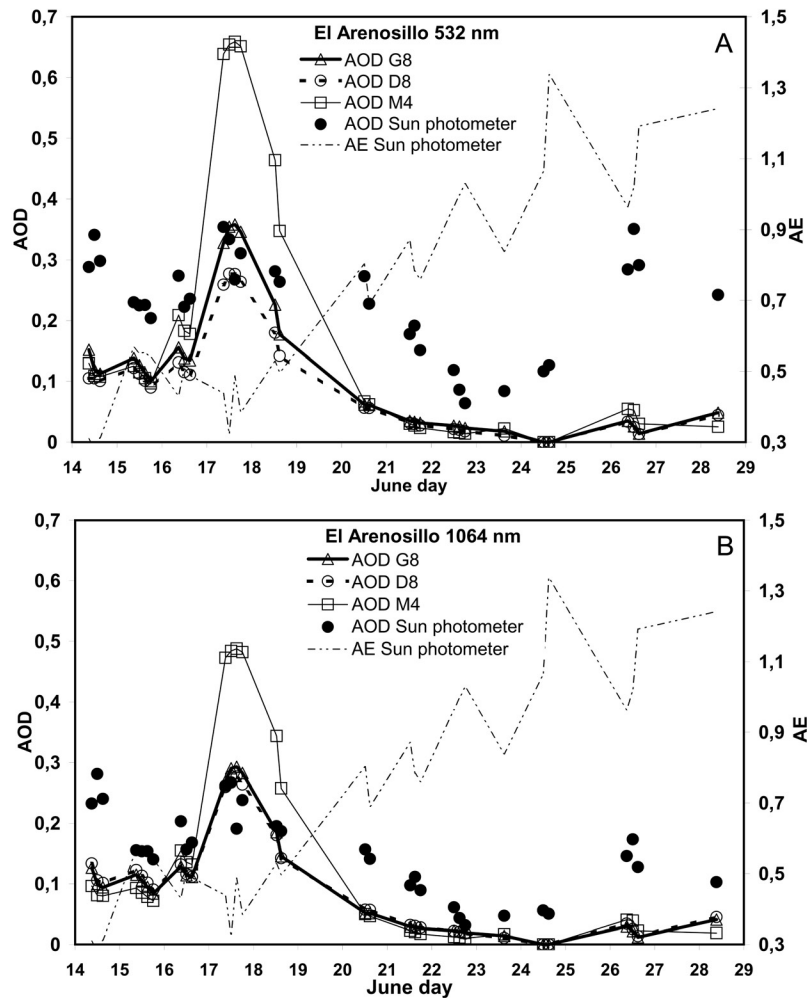 El Arenosillo 532 nm
A
AOD G8
AOD D8
AOD M4
AOD Sun photometer
AE Sun photometer
AOD
0,7
0,6
0,5
0,4
0,3
0,2
0,1
0
AE
1,5
1,3
1,1
0,9
0,7
0,5
0,3
14 15 16 17 18 19 20 21 22 23 24 25 26 27 28 29
June day
El Arenosillo 1064 nm
B
AOD G8
AOD D8
AOD M4
AOD Sun photometer
AE Sun photometer
AOD
0,7
0,6
0,5
0,4
0,3
0,2
0,1
0
AE
1,5
1,3
1,1
0,9
0,7
0,5
0,3
14 15 16 17 18 19 20 21 22 23 24 25 26 27 28 29
June day